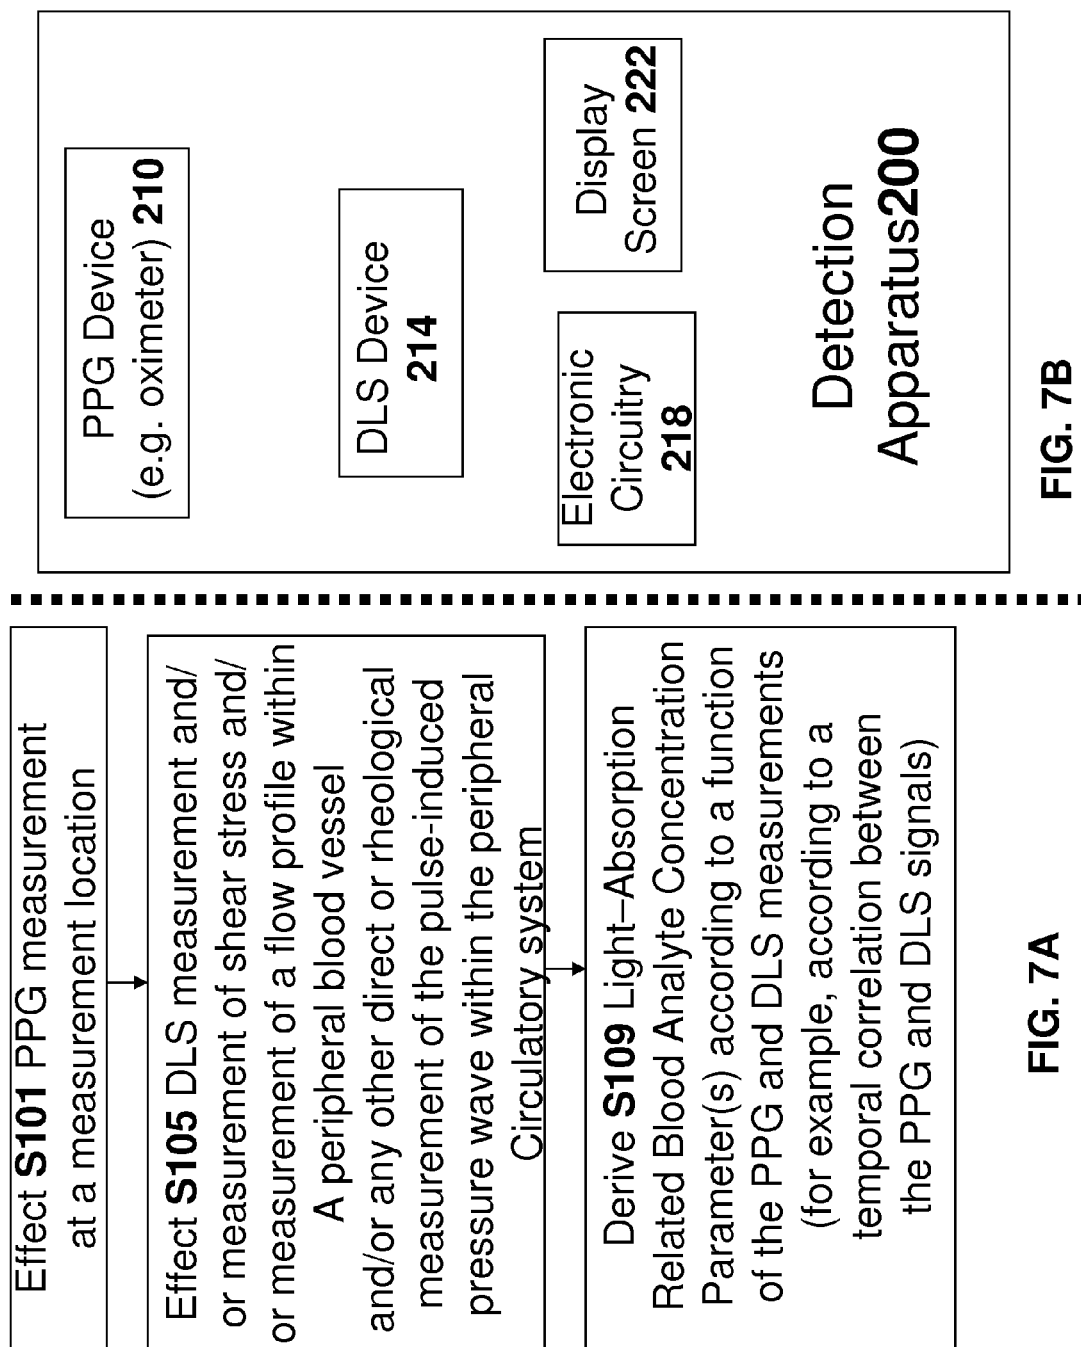 Effect S101 PPG measurement
at a measurement location
Effect S105 DLS measurement and/
or measurement of shear stress and/
or measurement of a flow profile within
A peripheral blood vessel
and/or any other direct or rheological
measurement of the pulse-induced
pressure wave within the peripheral
Circulatory system
Derive S109 Light–Absorption
Related Blood Analyte Concentration
Parameter(s) according to a function
of the PPG and DLS measurements
(for example, according to a
temporal correlation between
the PPG and DLS signals)
FIG. 7A
PPG Device
(e.g. oximeter) 210
DLS Device
214
Electronic
Circuitry
218
Display
Screen 222
Detection
Apparatus200
FIG. 7B